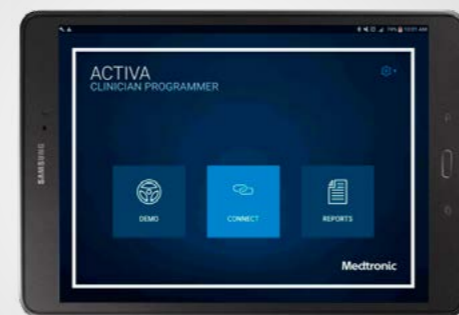 ACTIVA
CLINICIAN PROGRAMMER
DEMO
CONNECT
REPORTS
Medtronic
SAMSUNG